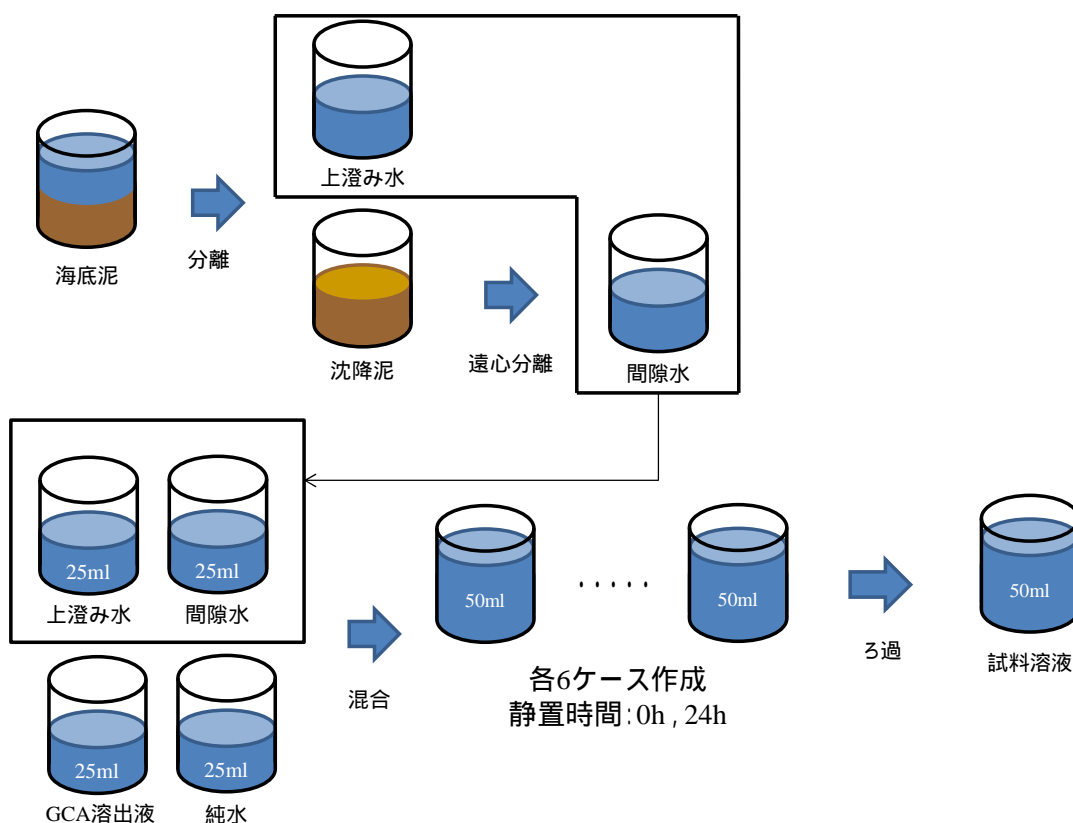 上澄み水
分離
海底泥
沈降泥
遠心分離
間隙水
25ml
25ml
上澄み水
間隙水
50ml
・・・・・
50ml
50ml
混合
ろ過
試料溶液
各6ケース作成
静置時間:0h , 24h
25ml
25ml
GCA溶出液
純水